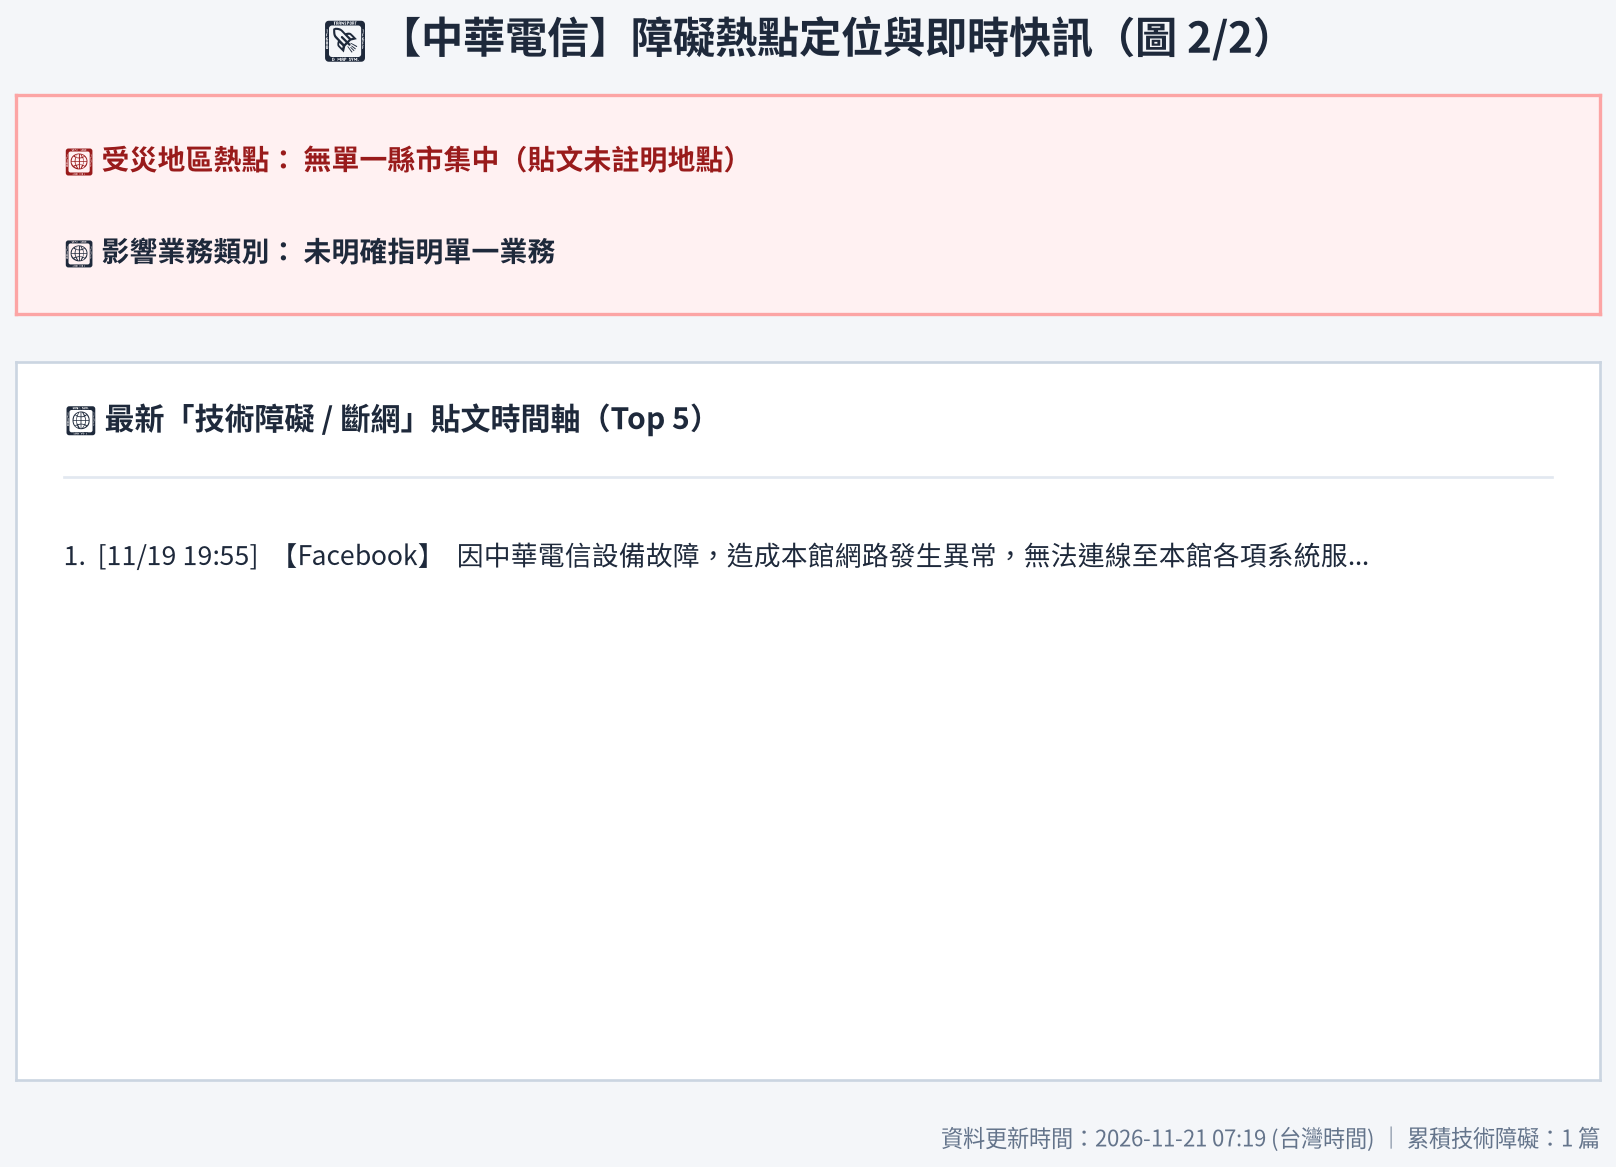 【中華電信】障礙熱點定位與即時快訊（圖 2/2）
受災地區熱點： 無單一縣市集中（貼文未註明地點）
影響業務類別： 未明確指明單一業務
最新「技術障礙 / 斷網」貼文時間軸（Top 5）
1. [11/19 19:55] 【Facebook】 因中華電信設備故障，造成本館網路發生異常，無法連線至本館各項系統服...
資料更新時間：2026-11-21 07:19 (台灣時間) ｜ 累積技術障礙：1 篇